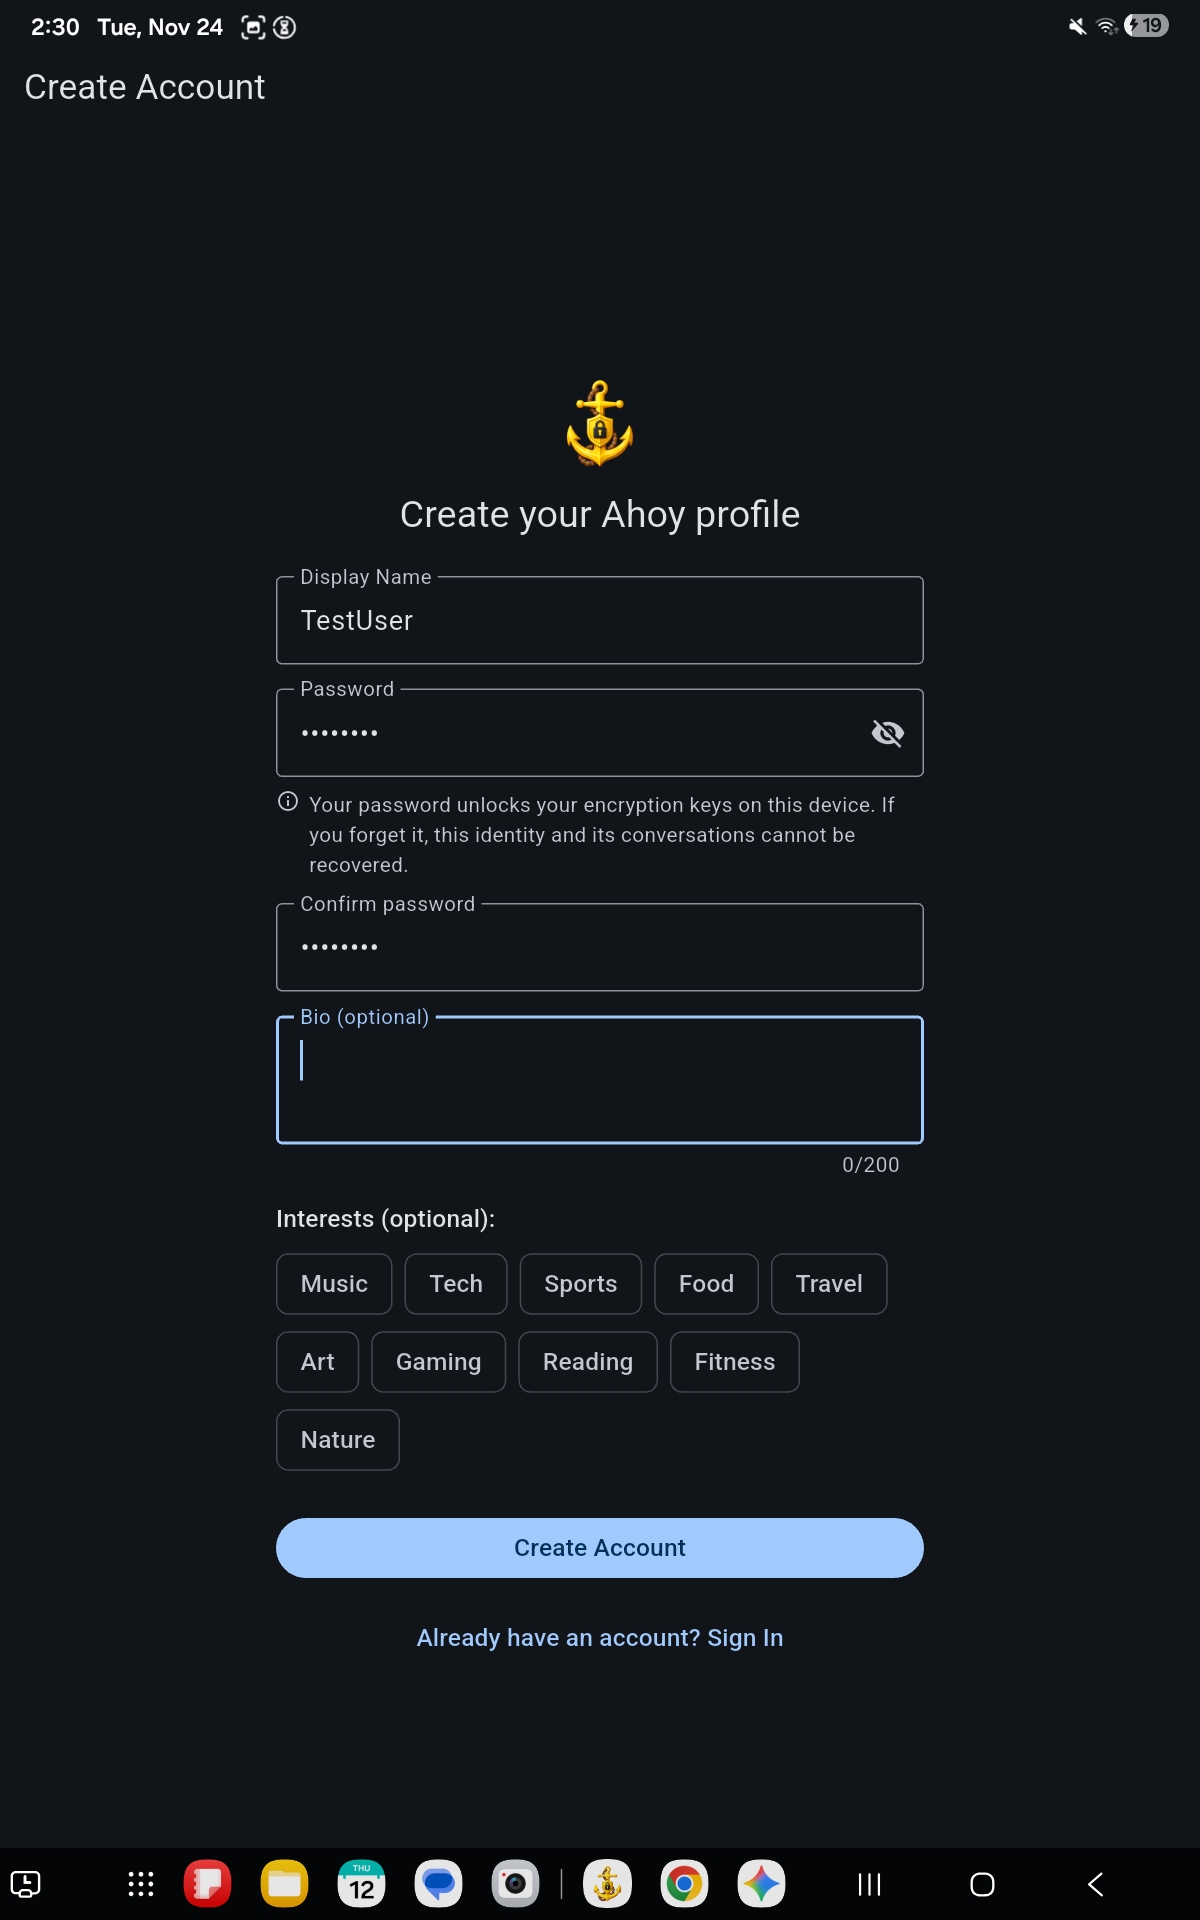 2:30 Tue, Nov 24
19
Create Account
Create your Ahoy profile
Display Name
TestUser
Password
••••••••
Your password unlocks your encryption keys on this device. If
you forget it, this identity and its conversations cannot be
recovered.
Confirm password
••••••••
Bio (optional)
0/200
Interests (optional):
Music Tech Sports Food Travel
Art Gaming Reading Fitness
Nature
Create Account
Already have an account? Sign In
THU
12